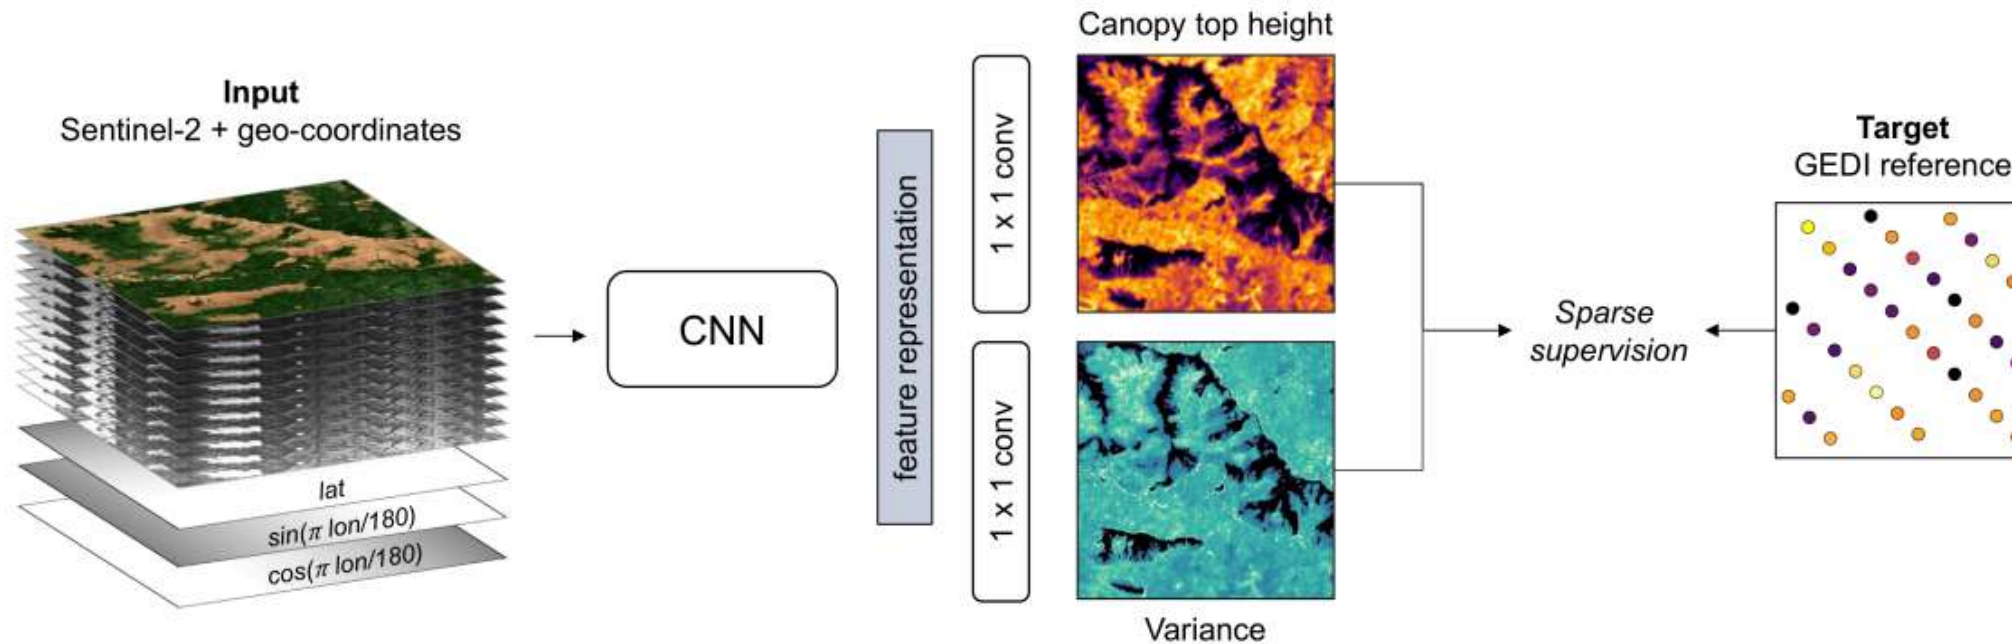 Input
Sentinel-2 + geo-coordinates
lat
sin(π lon/180)
cos(π lon/180)
CNN
feature representation
1 x 1 conv
1 x 1 conv
Canopy top height
Variance
Sparse
supervision
Target
GEDI reference